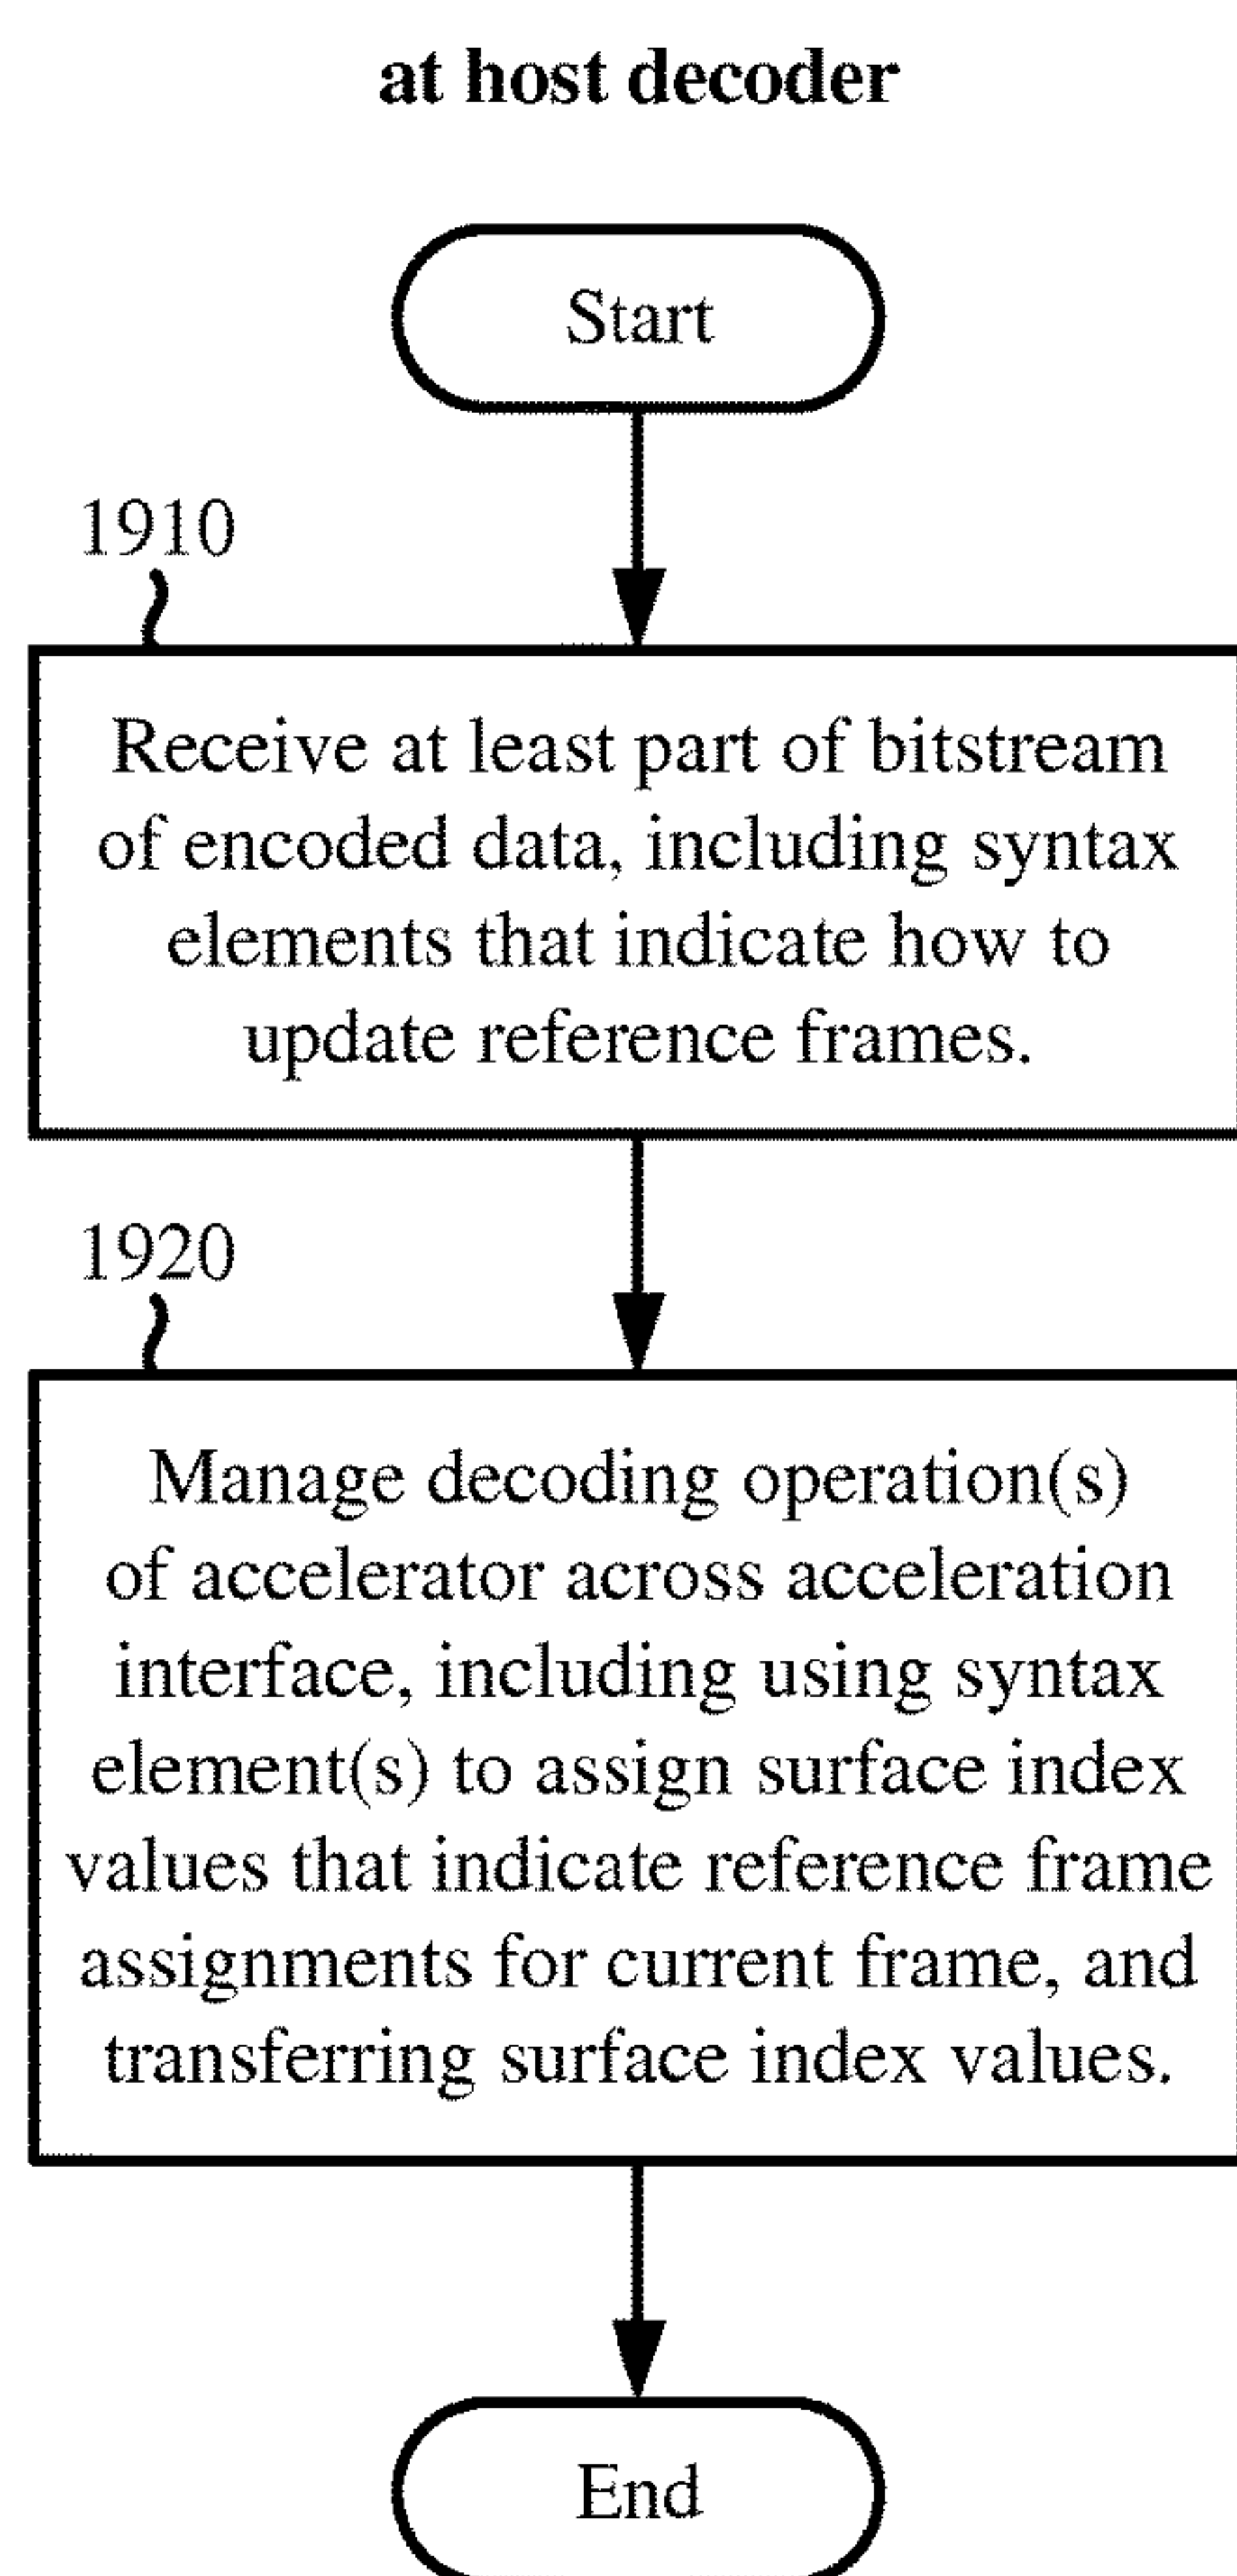 at host decoder
Start
1910
Receive at least part of bitstream
of encoded data, including syntax
elements that indicate how to
update reference frames.
1920
Manage decoding operation(s)
of accelerator across acceleration
interface, including using syntax
element(s) to assign surface index
values that indicate reference frame
assignments for current frame, and
transferring surface index values.
End